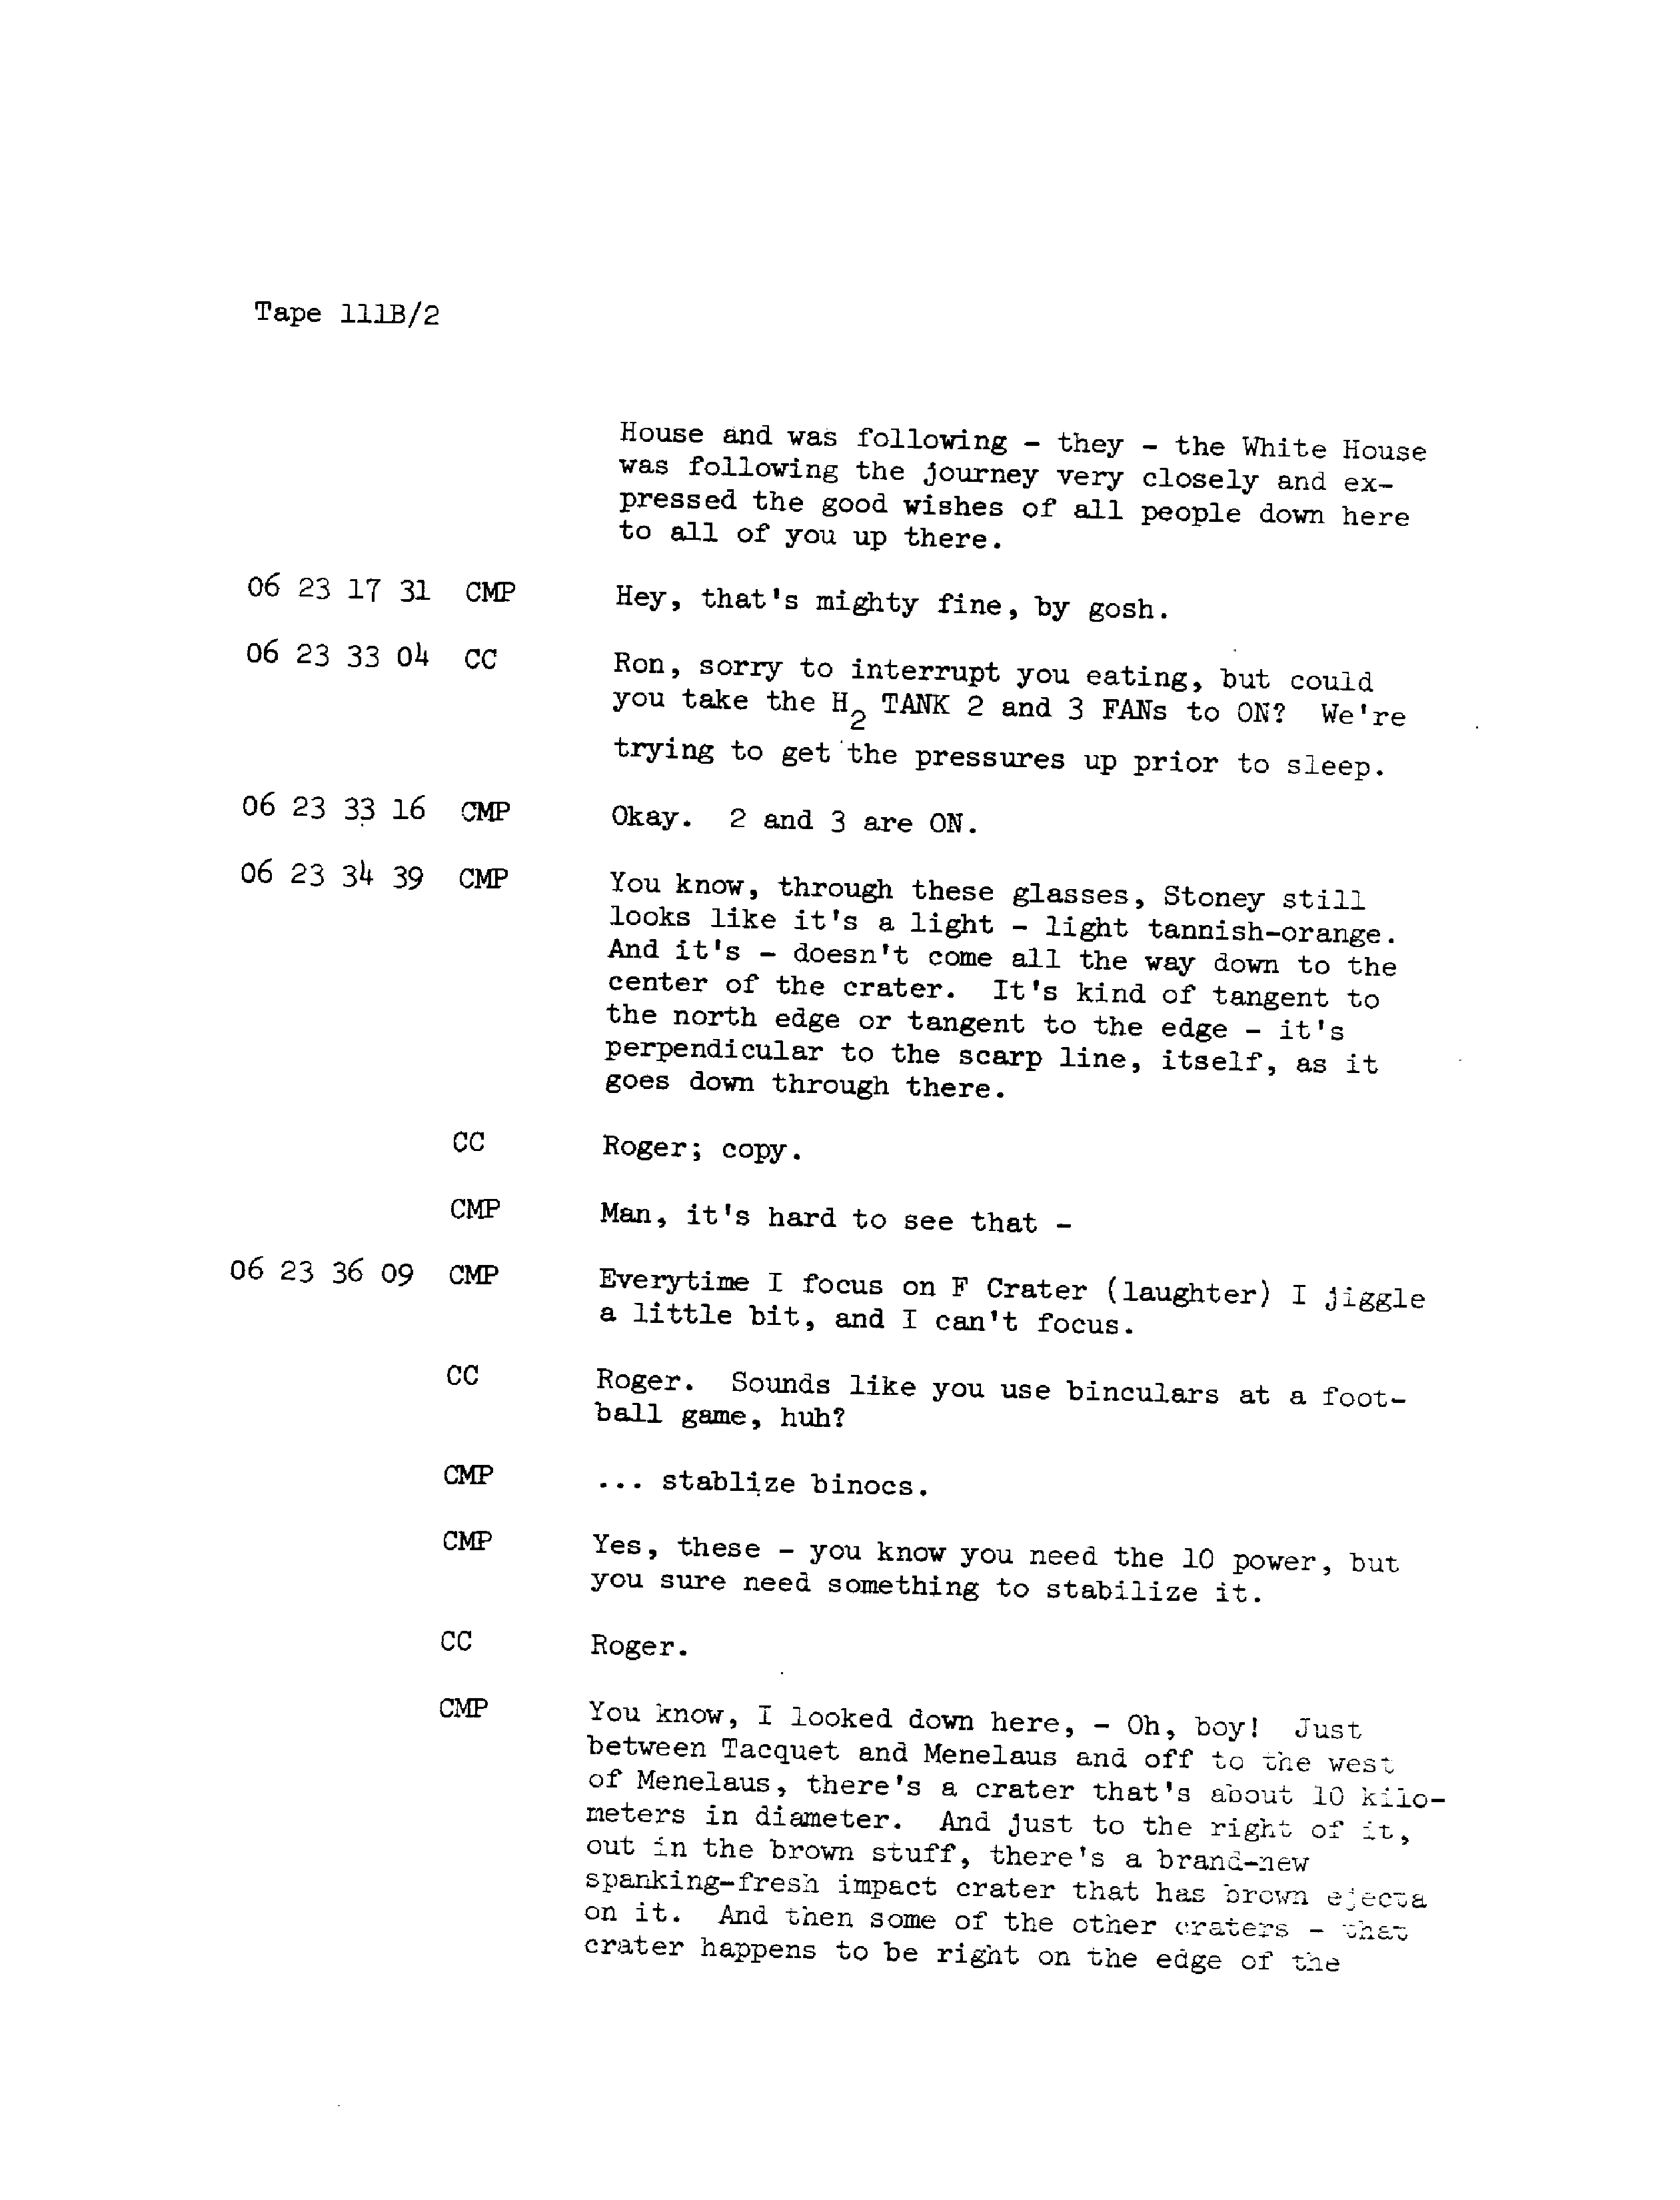 Tape 111B/2
House and was following - they - the White House
was following the journey very closely and ex-
pressed the good wishes of all people down here
to all of you up there.
06 23 17 31 CMP Hey, that's mighty fine, by gosh.
06 23 33 04 CC Ron, sorry to interrupt you eating, but could
you take the H2 TANK 2 and 3 FANs to ON? We're
trying to get the pressures up prior to sleep.
06 23 33 16 CMP Okay. 2 and 3 are ON.
06 23 34 39 CMP You know, through these glasses, Stoney still
looks like it's a light - light tannish-orange.
And it's - doesn't come all the way down to the
center of the crater. It's kind of tangent to
the north edge or tangent to the edge - it's
perpendicular to the scarp line, itself, as it
goes down through there.
CC Roger; copy.
CMP Man, it's hard to see that -
06 23 36 09 CMP Everytime I focus on F Crater (laughter) I jiggle
a little bit, and I can't focus.
CC Roger. Sounds like you use binculars at a foot-
ball game, huh?
CMP ... stablize binocs.
CMP Yes, these - you know you need the 10 power, but
you sure need something to stabilize it.
CC Roger.
CMP You know, I looked down here, - Oh, boy! Just
between Tacquet and Menelaus and off to the west
of Menelaus, there's a crater that's about 10 kilo-
meters in diameter. And just to the right of it,
out in the brown stuff, there's a brand-new
spanking-fresh impact crater that has brown ejecta
on it. And then some of the other craters - that
crater happens to be right on the edge of the